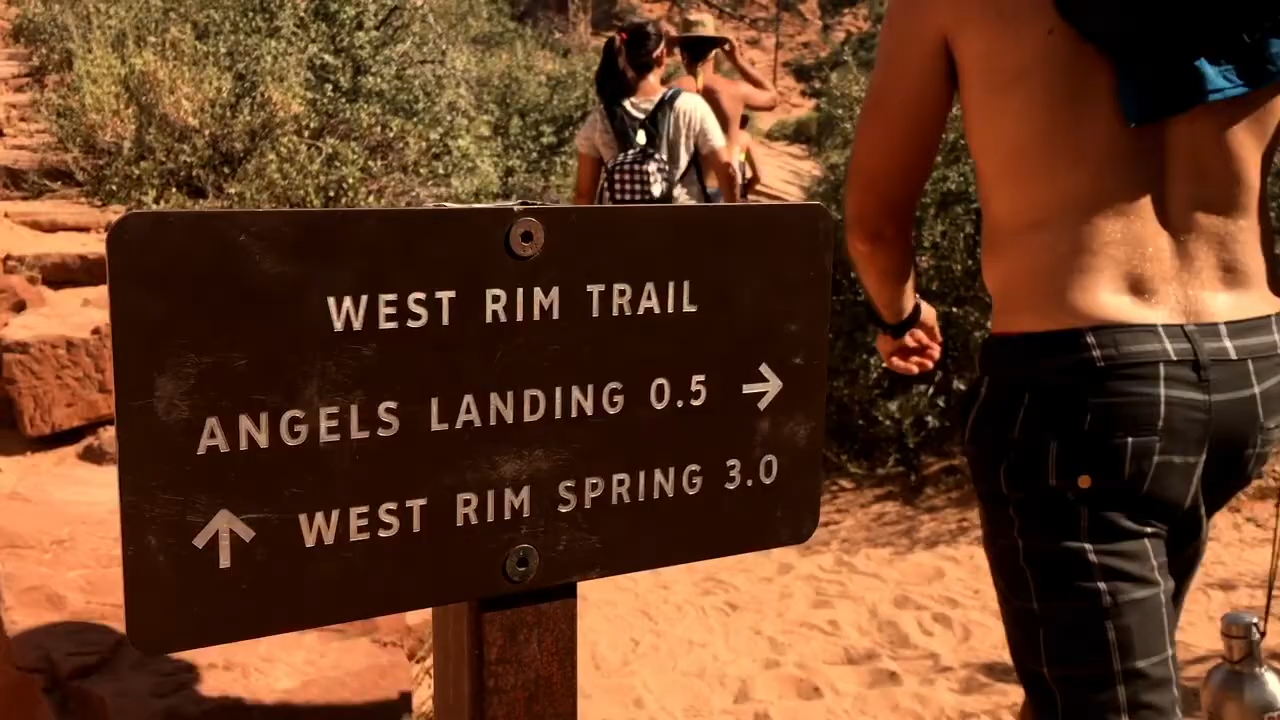 WEST RIM TRAIL
ANGELS LANDING 0.5 →
↑ WEST RIM SPRING 3.0